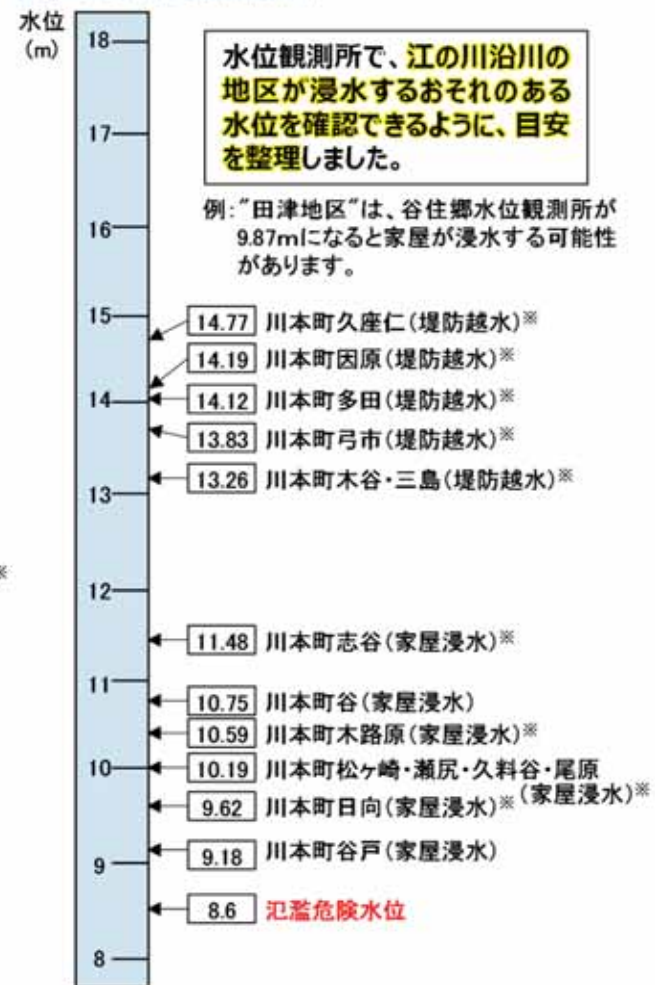 水位
(m)
水位観測所で、江の川沿川の
地区が浸水するおそれのある
水位を確認できるように、目安
を整理しました。
例:"田津地区"は、谷住郷水位観測所が
9.87mになると家屋が浸水する可能性
があります。
18
17
16
15
14.77 川本町久座仁(堤防越水)※
14.19 川本町因原(堤防越水)※
14
14.12 川本町多田(堤防越水)※
13.83 川本町弓市(堤防越水)※
13.26 川本町木谷・三島(堤防越水)※
13
※
12
11.48 川本町志谷(家屋浸水)※
11
10.75 川本町谷(家屋浸水)
10.59 川本町木路原(家屋浸水)※
10
10.19 川本町松ヶ崎・瀬尻・久料谷・尾原
(家屋浸水)※
9.62 川本町日向(家屋浸水)※
9.18 川本町谷戸(家屋浸水)
9
8.6 氾濫危険水位
8